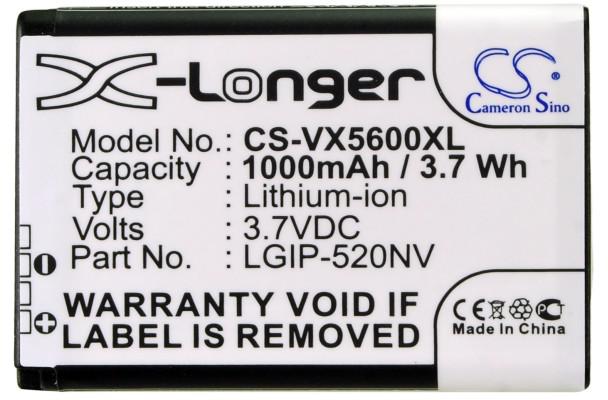 X-Longer
CS
Cameron Sino
Model No.: CS-VX5600XL
Capacity : 1000mAh / 3.7 Wh
Type : Lithium-ion
Volts : 3.7VDC
Part No. : LGIP-520NV
WARRANTY VOID IF
LABEL IS REMOVED
CE
Made In China